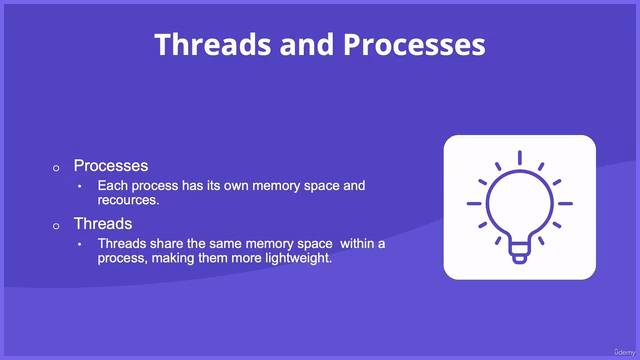 Threads and Processes
Processes
Each process has its own memory space and
recources.
Threads
Threads share the same memory space within a
process, making them more lightweight.
ûdemy